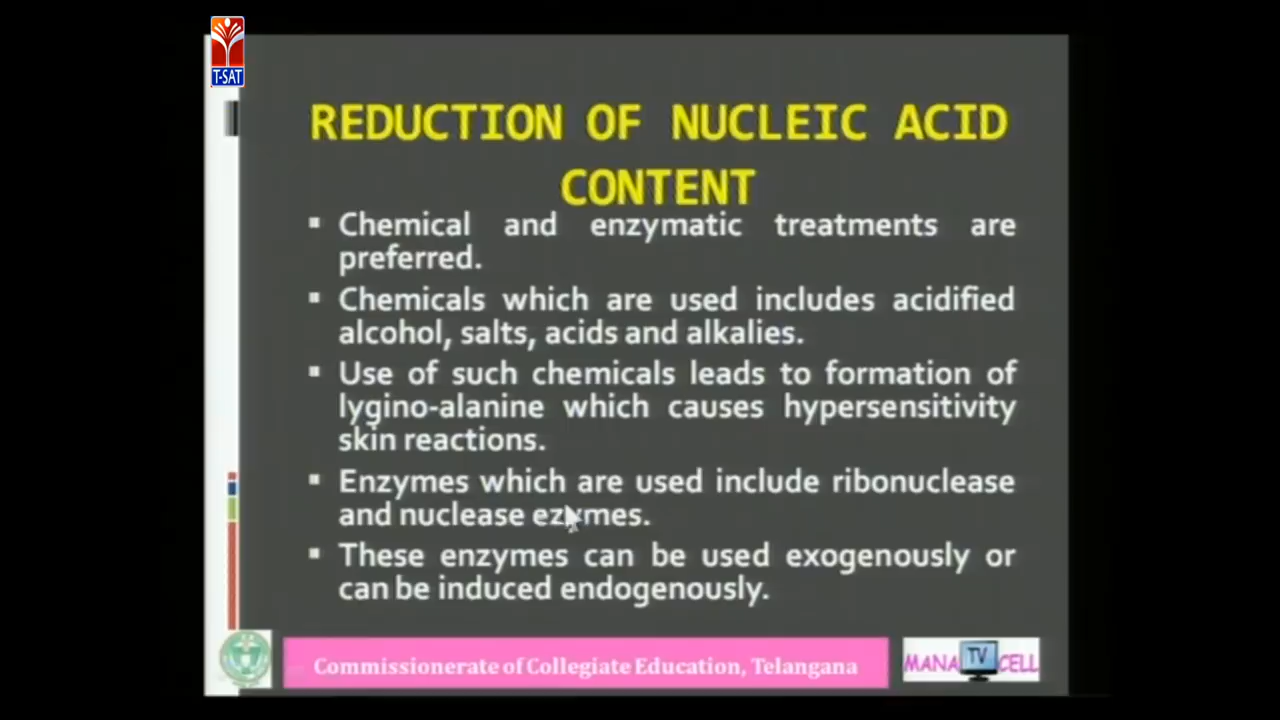 T-SAT
REDUCTION OF NUCLEIC ACID
CONTENT
▪ Chemical and enzymatic treatments are
preferred.
▪ Chemicals which are used includes acidified
alcohol, salts, acids and alkalies.
▪ Use of such chemicals leads to formation of
lygino-alanine which causes hypersensitivity
skin reactions.
▪ Enzymes which are used include ribonuclease
and nuclease ezymes.
▪ These enzymes can be used exogenously or
can be induced endogenously.
Commissionerate of Collegiate Education, Telangana
MANA TV CELL